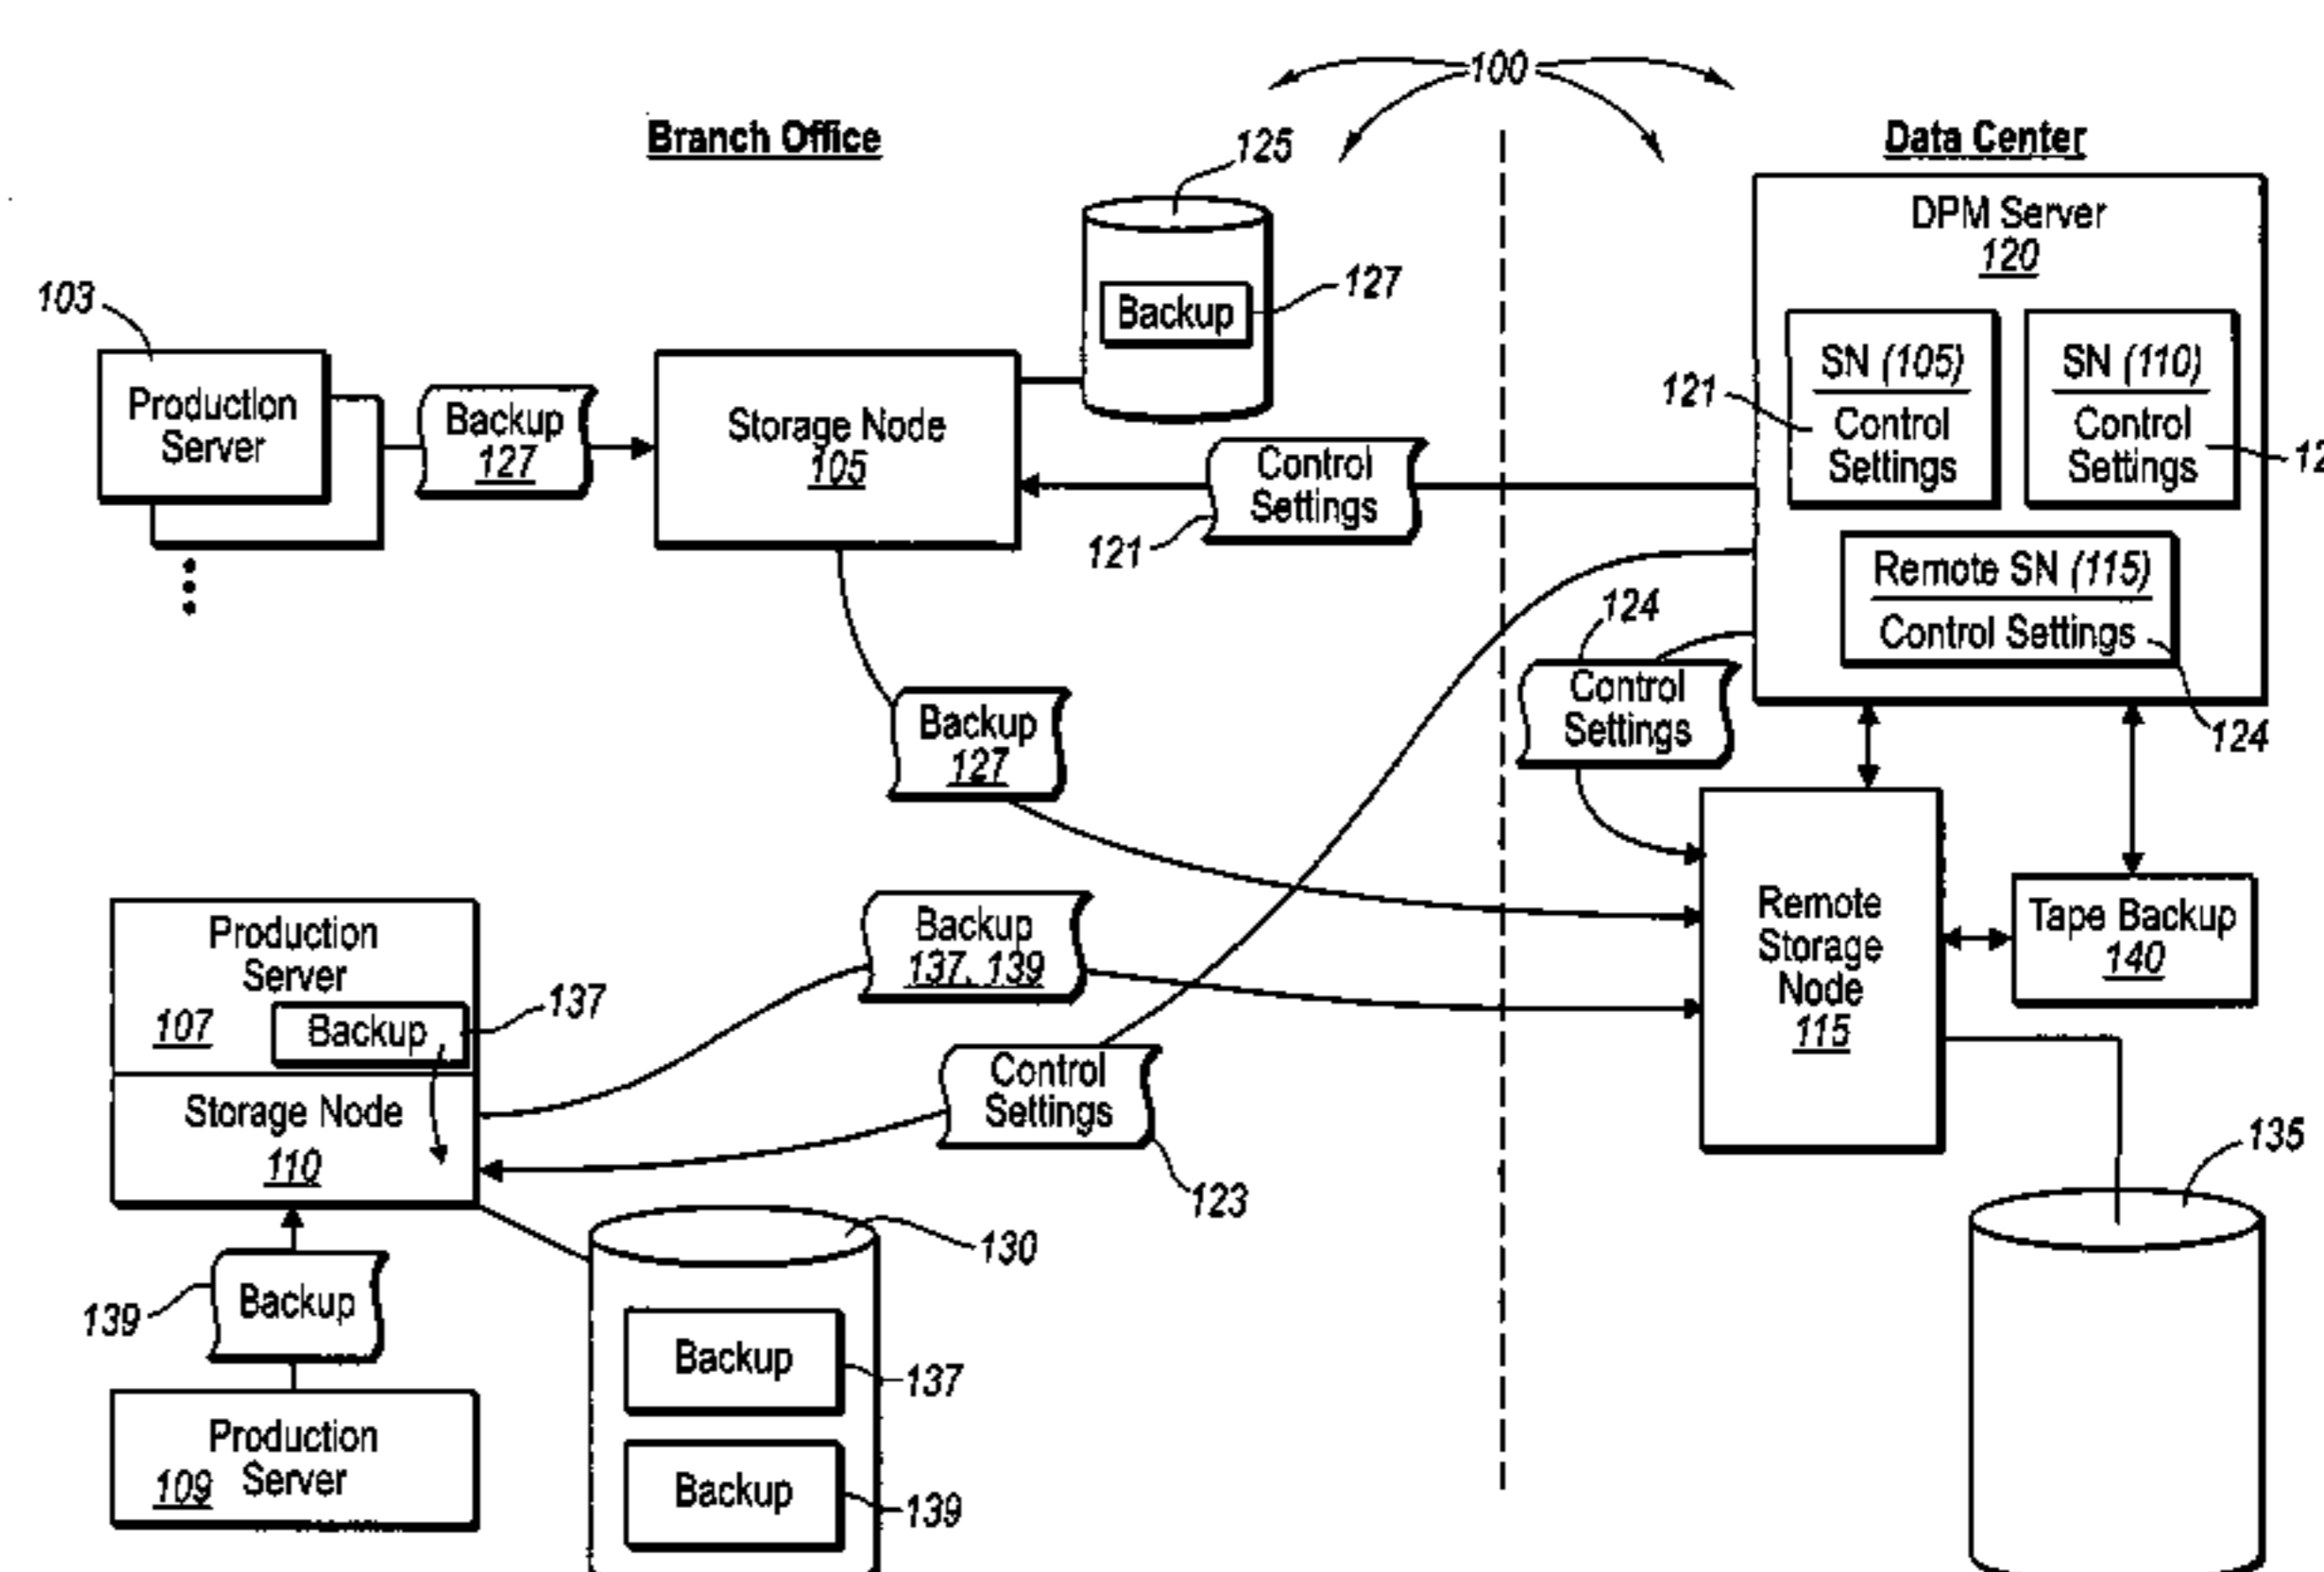 100
Branch Office
Data Center
125
DPM Server
120
103
Backup
127
Production
Server
Backup
127
Storage Node
105
SN (105)
Control
Settings
121
SN (110)
Control
Settings
Control
Settings
121
Remote SN (115)
Control Settings
124
124
Control
Settings
Backup
127
Production
Server
107
Backup
137
Storage Node
110
Backup
137, 139
Remote
Storage
Node
115
Tape Backup
140
Control
Settings
123
135
139
Backup
130
Production
Server
109
Backup
137
Backup
139